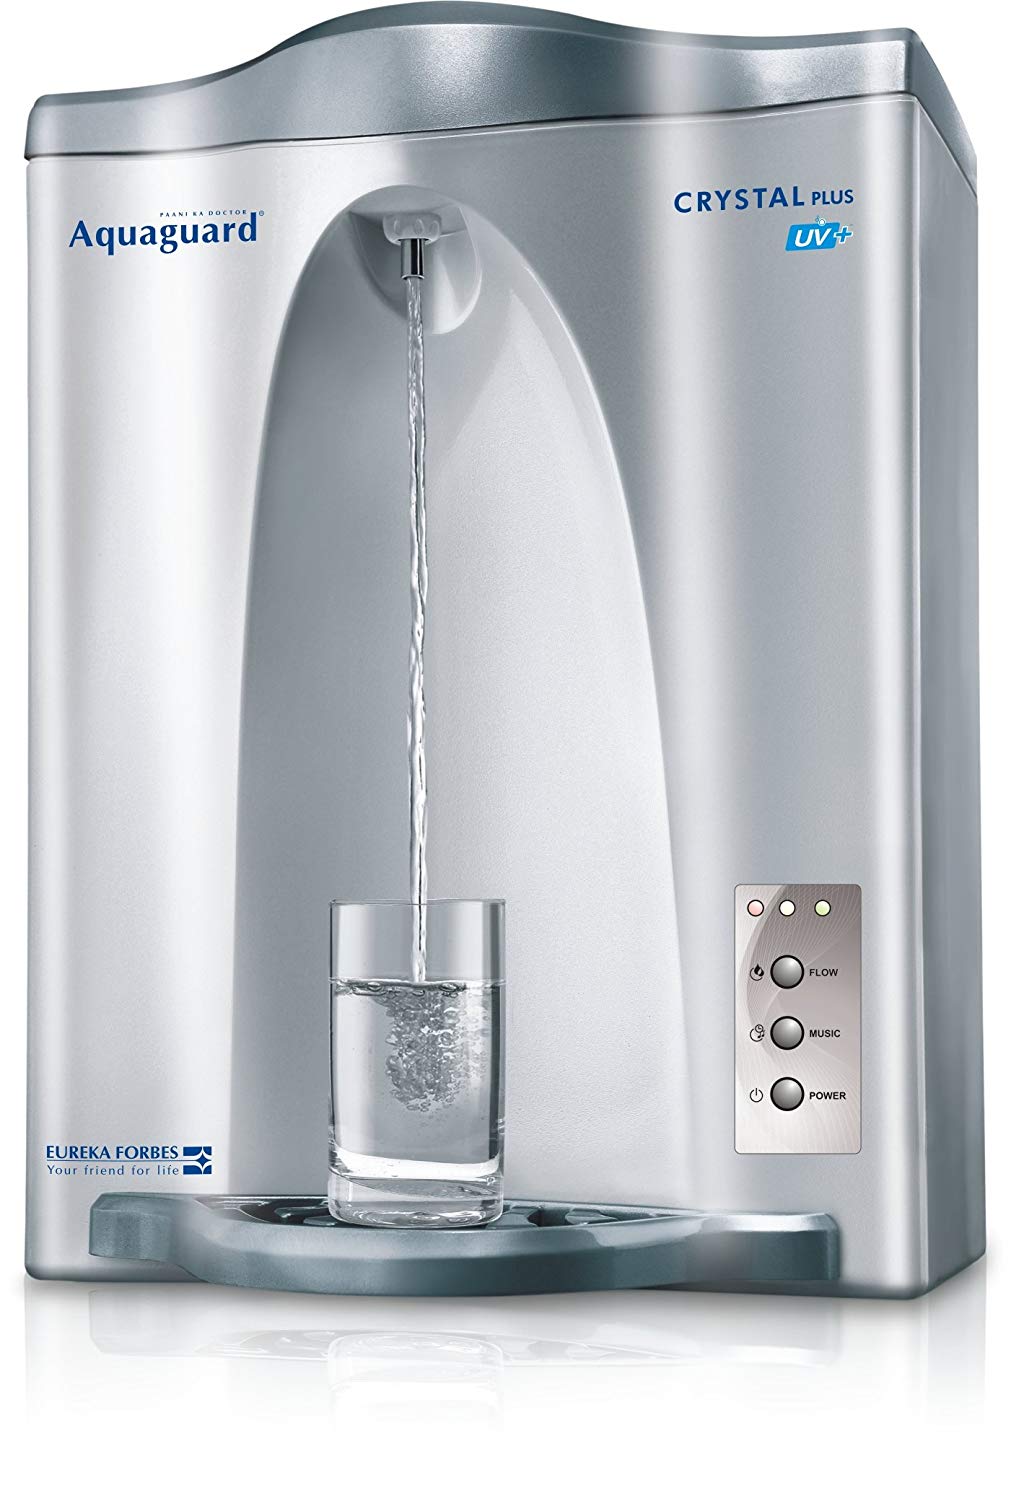 PAANI KA DOCTOR
Aquaguard®
CRYSTAL PLUS
UV+
FLOW
MUSIC
POWER
EUREKA FORBES
Your friend for life